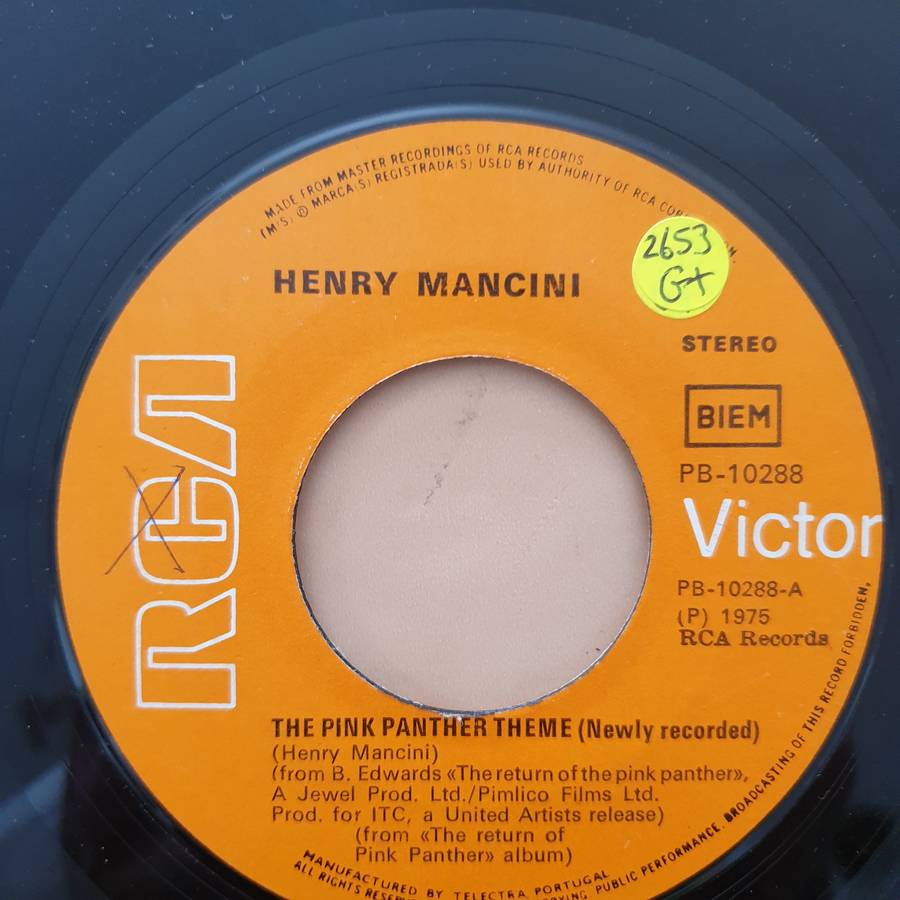 MADE FROM MASTER RECORDINGS OF RCA RECORDS
(M/S) ® MARCA(S) REGISTRADA(S) USED BY AUTHORITY OF RCA
HENRY MANCINI
2653
G+
STEREO
BIEM
PB-10288
RCA
Victor
PB-10288-A
(P) 1975
RCA Records
THE PINK PANTHER THEME (Newly recorded)
(Henry Mancini)
(from B. Edwards «The return of the pink panther»,
A Jewel Prod. Ltd./Pimlico Films Ltd.
Prod. for ITC, a United Artists release)
(from «The return of
Pink Panther» album)
MANUFACTURED BY TELECTRA, PORTUGAL
ALL RIGHTS PUBLIC PERFORMANCE, BROADCASTING OF THIS RECORD FORBIDDEN,